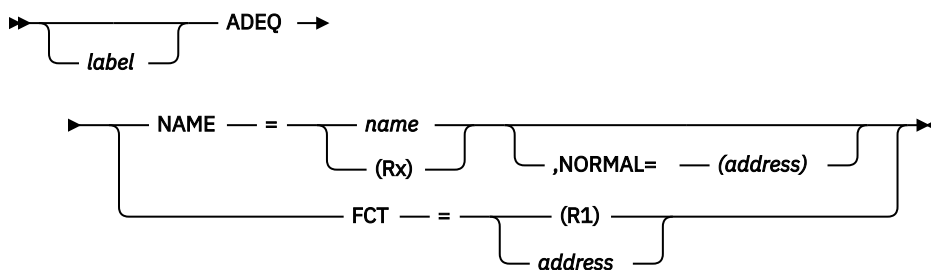 ADEQ
label
NAME = name ,NORMAL= (address)
(Rx)
FCT = (R1)
address